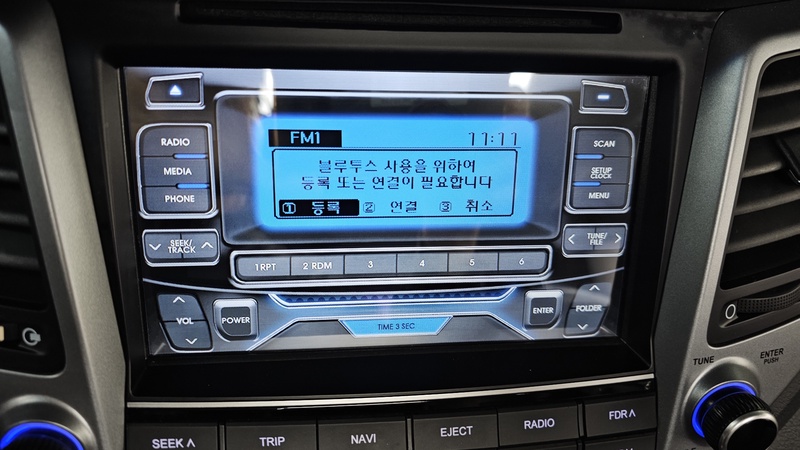 FM1 11:11
블루투스 사용을 위하여
등록 또는 연결이 필요합니다
1 등록 2 연결 3 취소
RADIO
MEDIA
PHONE
SCAN
SETUP
CLOCK
MENU
SEEK/
TRACK
TUNE/
FILE
1 RPT 2 RDM 3 4 5 6
VOL
POWER
ENTER
FOLDER
TIME 3 SEC
TUNE
ENTER
PUSH
SEEK ∧ TRIP NAVI EJECT RADIO FDR ∧